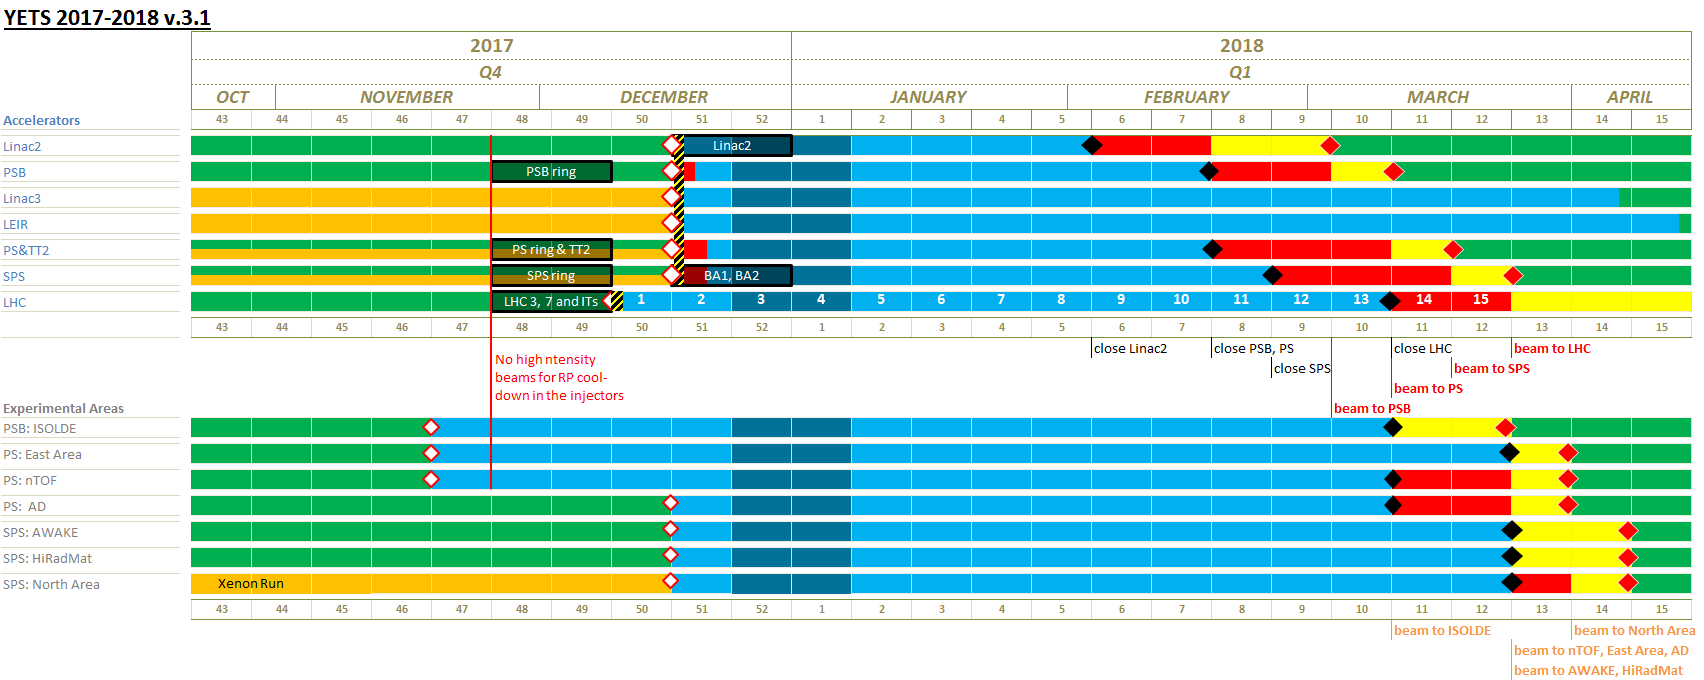 YETS 2017-2018 v.3.1
2017 2018
Q4 Q1
OCT NOVEMBER DECEMBER JANUARY FEBRUARY MARCH APRIL
Accelerators 43 44 45 46 47 48 49 50 51 52 1 2 3 4 5 6 7 8 9 10 11 12 13 14 15
Linac2 Linac2
PSB PSB ring
Linac3
LEIR
PS&TT2 PS ring & TT2
SPS SPS ring BA1, BA2
LHC LHC 3, 7 and ITs 1 2 3 4 5 6 7 8 9 10 11 12 13 14 15
43 44 45 46 47 48 49 50 51 52 1 2 3 4 5 6 7 8 9 10 11 12 13 14 15
close Linac2 close PSB, PS close LHC beam to LHC
No high ntensity
close SPS beam to SPS
beams for RP cool-
beam to PS
down in the injectors
Experimental Areas beam to PSB
PSB: ISOLDE
PS: East Area
PS: nTOF
PS: AD
SPS: AWAKE
SPS: HiRadMat
SPS: North Area Xenon Run
43 44 45 46 47 48 49 50 51 52 1 2 3 4 5 6 7 8 9 10 11 12 13 14 15
beam to ISOLDE beam to North Area
beam to nTOF, East Area, AD
beam to AWAKE, HiRadMat